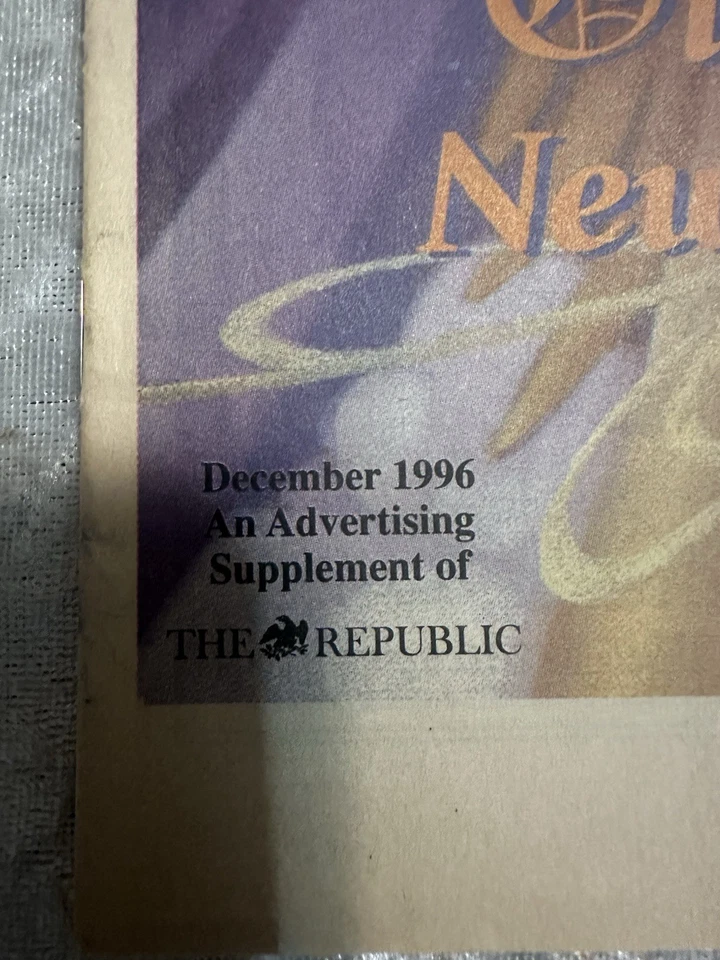 December 1996
An Advertising
Supplement of
THE REPUBLIC